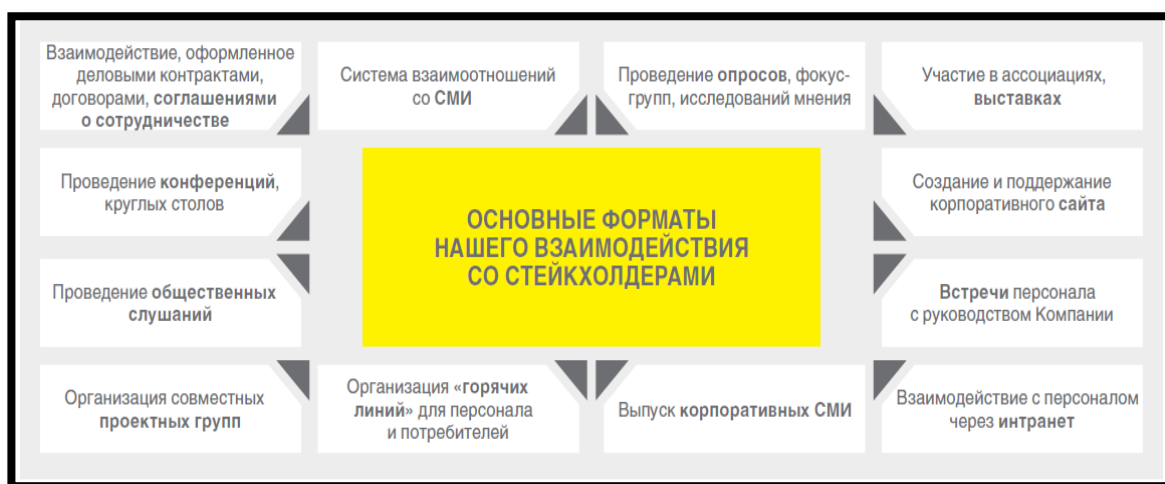 Взаимодействие, оформленное
деловыми контрактами,
договорами, соглашениями
о сотрудничестве
Система взаимоотношений
со СМИ
Проведение опросов, фокус-
групп, исследований мнения
Участие в ассоциациях,
выставках
Проведение конференций,
круглых столов
ОСНОВНЫЕ ФОРМАТЫ
НАШЕГО ВЗАИМОДЕЙСТВИЯ
СО СТЕЙКХОЛДЕРАМИ
Создание и поддержание
корпоративного сайта
Проведение общественных
слушаний
Встречи персонала
с руководством Компании
Организация совместных
проектных групп
Организация «горячих
линий» для персонала
и потребителей
Выпуск корпоративных СМИ
Взаимодействие с персоналом
через интранет